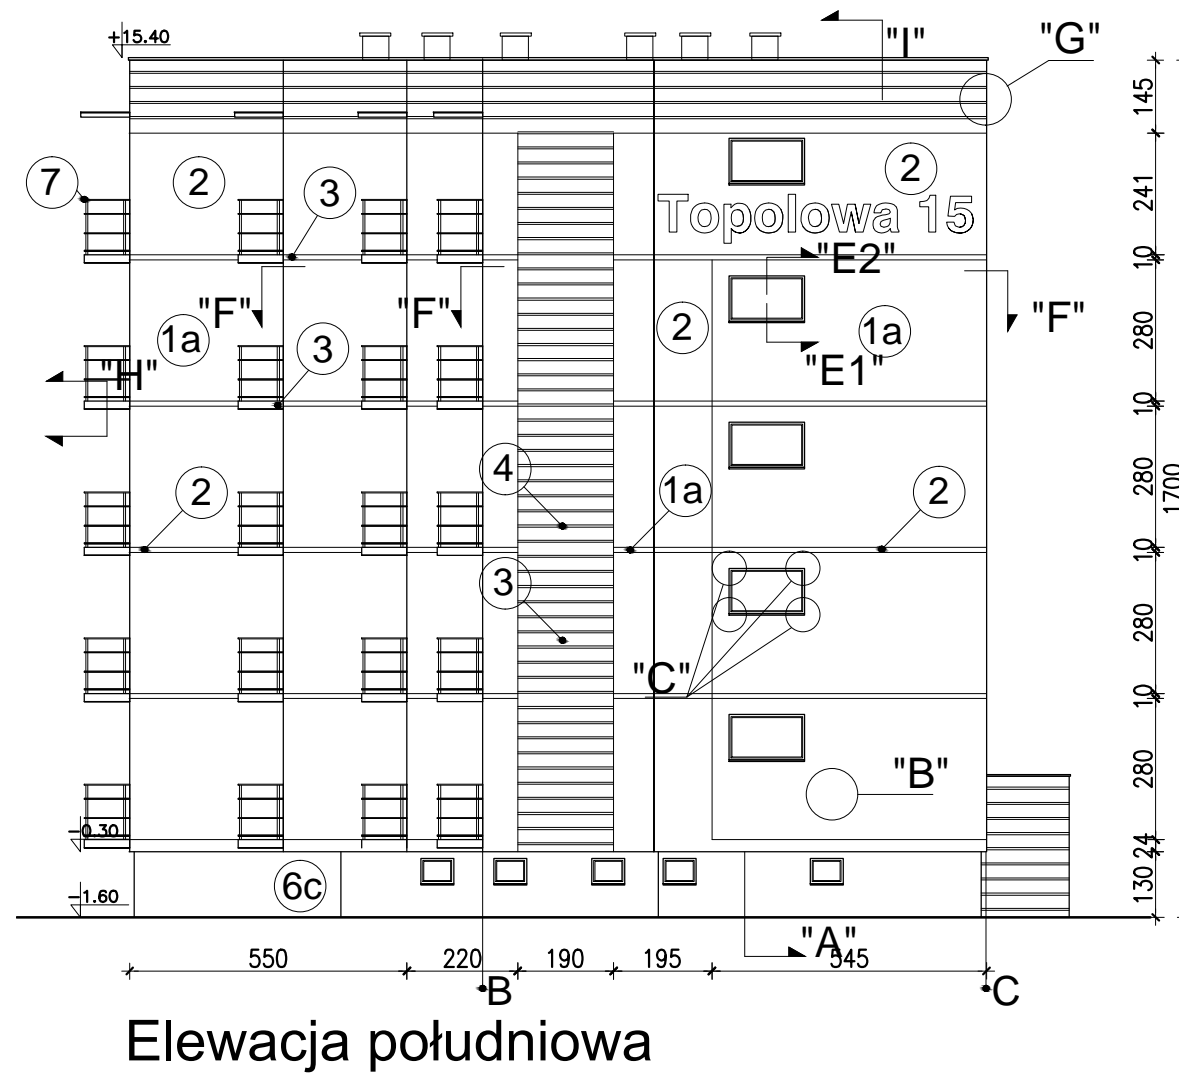 +15.40
"I"
"G"
145
7
2
3
2
241
Topolowa 15
10
"E2"
"F"
"F"
"F"
1a
3
2
1a
280
"H"
"E1"
10
4
2
1a
2
280
1700
10
3
280
"C"
10
"B"
280
-0.30
24
6c
130
-1.60
"A"
550
220
190
195
545
B
C
Elewacja południowa